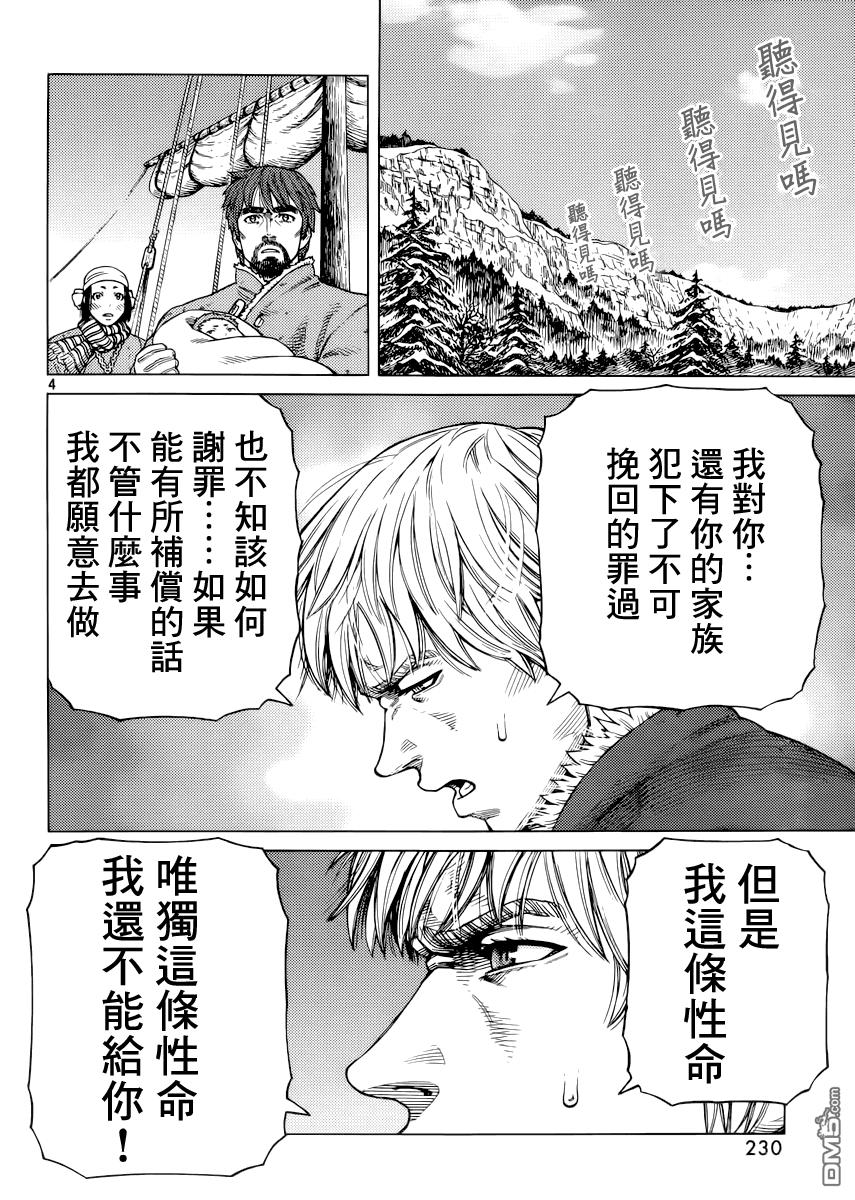 聽得見嗎
聽得見嗎
聽得見嗎
聽得見嗎
4
我對你…
還有你的家族
犯下了不可
挽回的罪過
也不知該如何
謝罪……如果
能有所補償的話
不管什麼事
我都願意去做
但是
我這條性命
唯獨這條性命
我還不能給你！
230
DM5.com